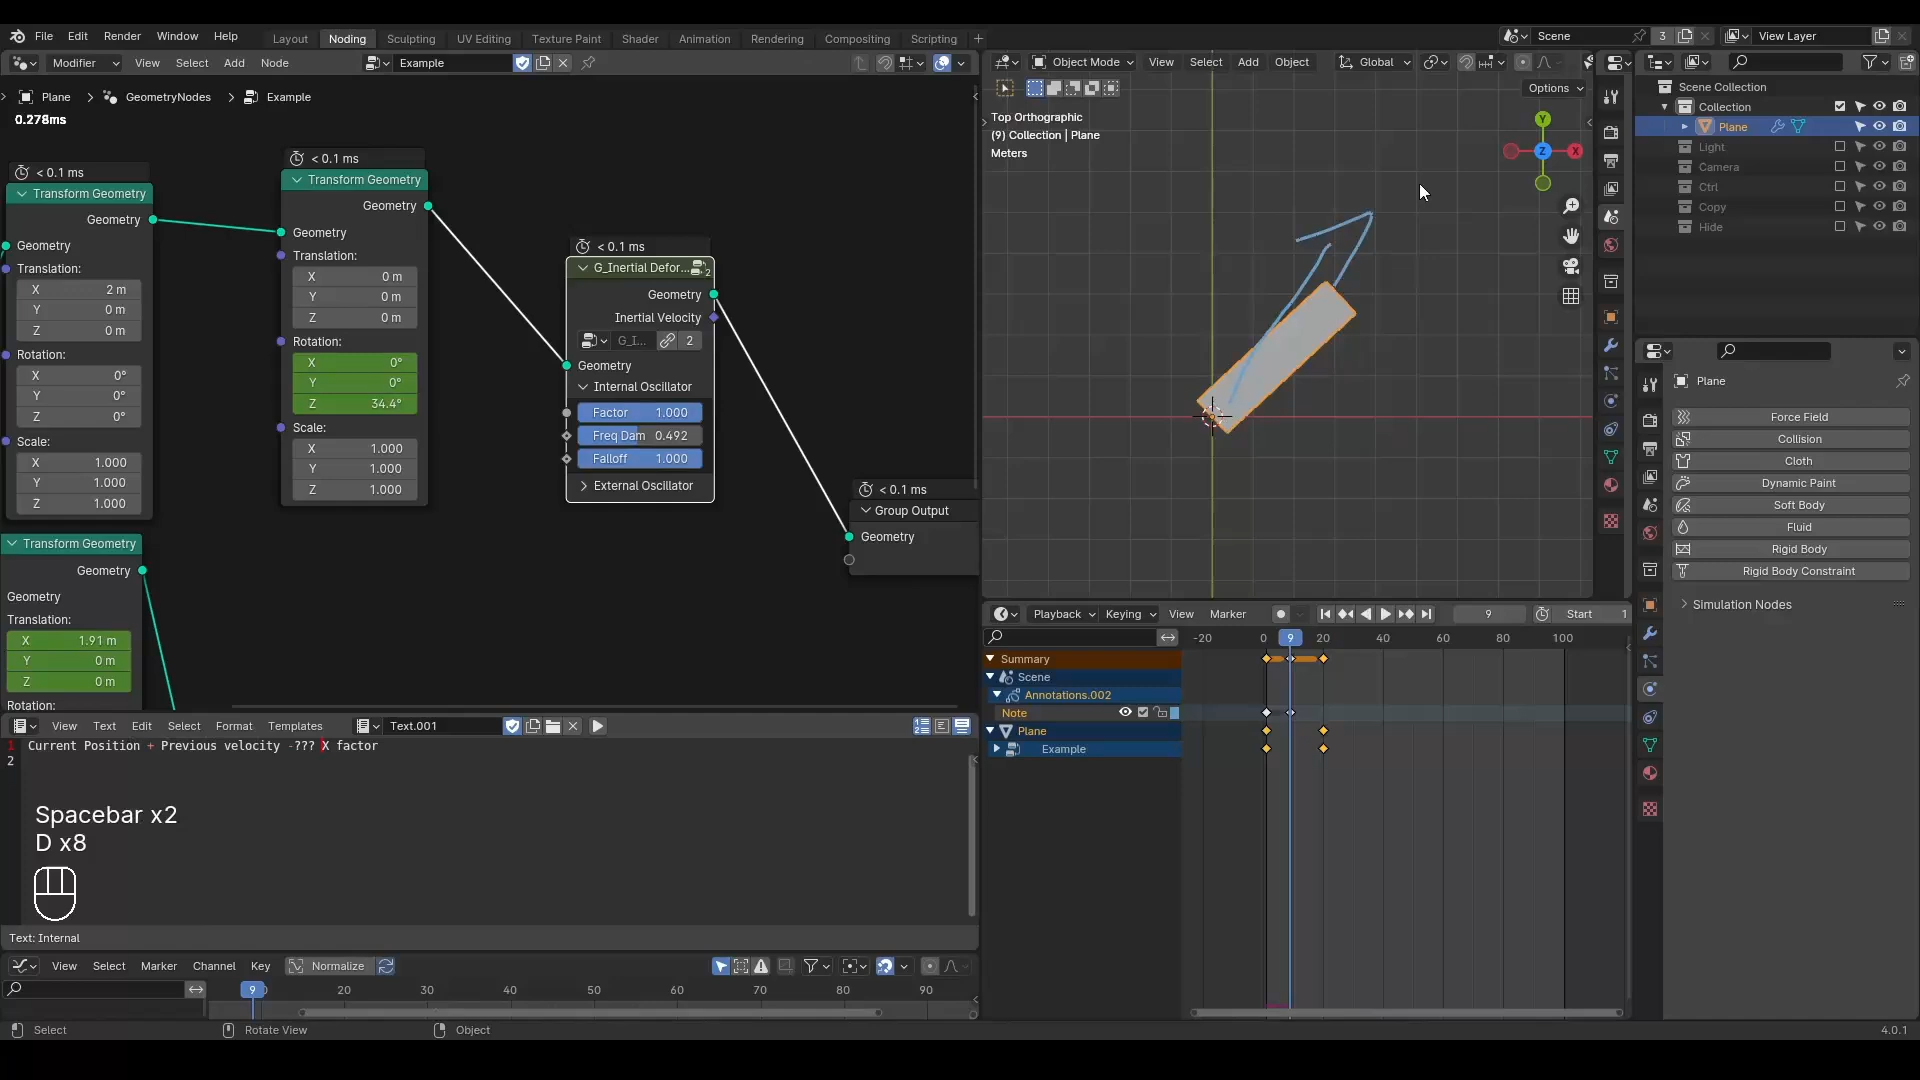 File Edit Render Window Help Layout Noding Sculpting UV Editing Texture Paint Shader Animation Rendering Compositing Scripting + Scene 3 View Layer
Modifier View Select Add Node Example
Object Mode View Select Add Object Global
Options
Plane > GeometryNodes > Example
0.278ms
< 0.1 ms
Transform Geometry
Geometry
Geometry
Translation:
X 2 m
Y 0 m
Z 0 m
Rotation:
X 0°
Y 0°
Z 0°
Scale:
X 1.000
Y 1.000
Z 1.000
< 0.1 ms
Transform Geometry
Geometry
Geometry
Translation:
X 0 m
Y 0 m
Z 0 m
Rotation:
X 0°
Y 0°
Z 34.4°
Scale:
X 1.000
Y 1.000
Z 1.000
< 0.1 ms
G_Inertial Defor... 2
Geometry
Inertial Velocity
G_I... 2
Geometry
Internal Oscillator
Factor 1.000
Freq Dam 0.492
Falloff 1.000
External Oscillator
< 0.1 ms
Group Output
Geometry
Transform Geometry
Geometry
Geometry
Translation:
X 1.91 m
Y 0 m
Z 0 m
Rotation:
Top Orthographic
(9) Collection | Plane
Meters
Y
Z X
Scene Collection
Collection
Plane
Light
Camera
Ctrl
Copy
Hide
Plane
Force Field
Collision
Cloth
Dynamic Paint
Soft Body
Fluid
Rigid Body
Rigid Body Constraint
Simulation Nodes
Playback Keying View Marker 9 Start 1
-20 0 9 20 40 60 80 100
Summary
Scene
Annotations.002
Note
Plane
Example
View Text Edit Select Format Templates Text.001
1 Current Position + Previous velocity -??? X factor
2
Spacebar x2
D x8
Text: Internal
View Select Marker Channel Key Normalize
9 20 30 40 50 60 70 80 90
Select Rotate View Object 4.0.1